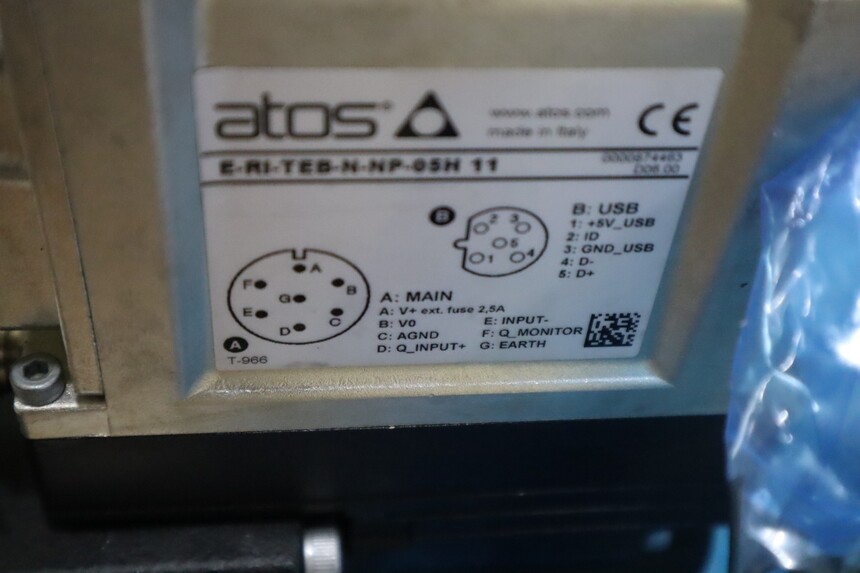 atos
www.atos.com
made in Italy
CE
E-RI-TEB-N-NP-05H 11
0000874463
D06.00
B
2 3
5
1 4
B: USB
1: +5V_USB
2: ID
3: GND_USB
4: D-
5: D+
A
F B
G
E C
D
A
T-966
A: MAIN
A: V+ ext. fuse 2,5A
B: V0
C: AGND
D: Q_INPUT+
E: INPUT-
F: Q_MONITOR
G: EARTH